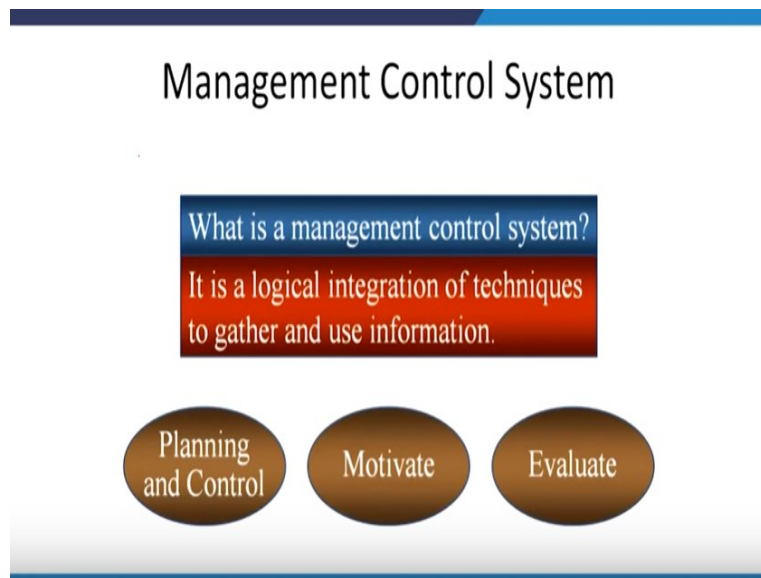 Management Control System
What is a management control system?
It is a logical integration of techniques
to gather and use information.
Planning
and Control
Motivate
Evaluate